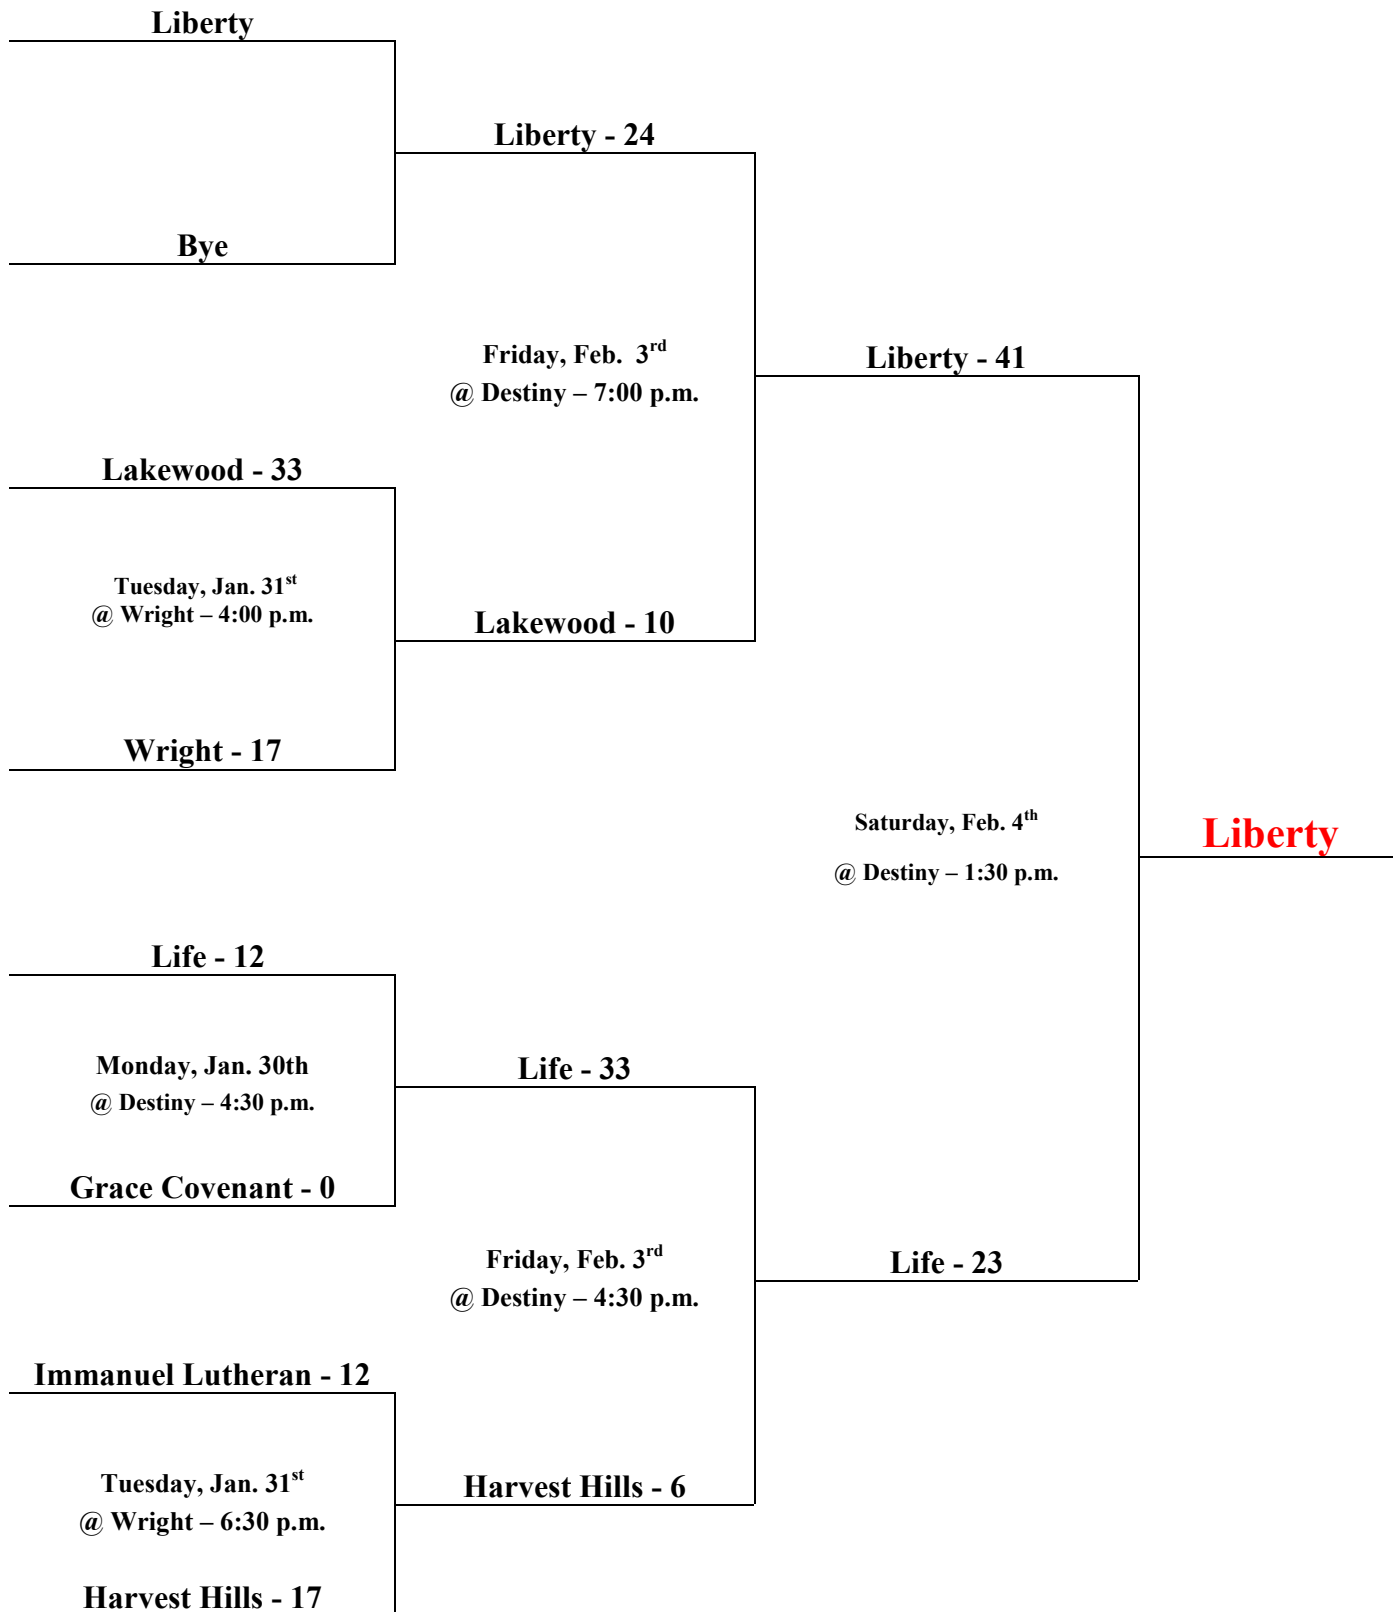 Liberty
Liberty - 24
Bye
Friday, Feb. 3rd
@ Destiny – 7:00 p.m.
Liberty - 41
Lakewood - 33
Tuesday, Jan. 31st
@ Wright – 4:00 p.m.
Lakewood - 10
Wright - 17
Saturday, Feb. 4th
@ Destiny – 1:30 p.m.
Liberty
Life - 12
Monday, Jan. 30th
@ Destiny – 4:30 p.m.
Life - 33
Grace Covenant - 0
Friday, Feb. 3rd
@ Destiny – 4:30 p.m.
Life - 23
Immanuel Lutheran - 12
Tuesday, Jan. 31st
@ Wright – 6:30 p.m.
Harvest Hills - 6
Harvest Hills - 17